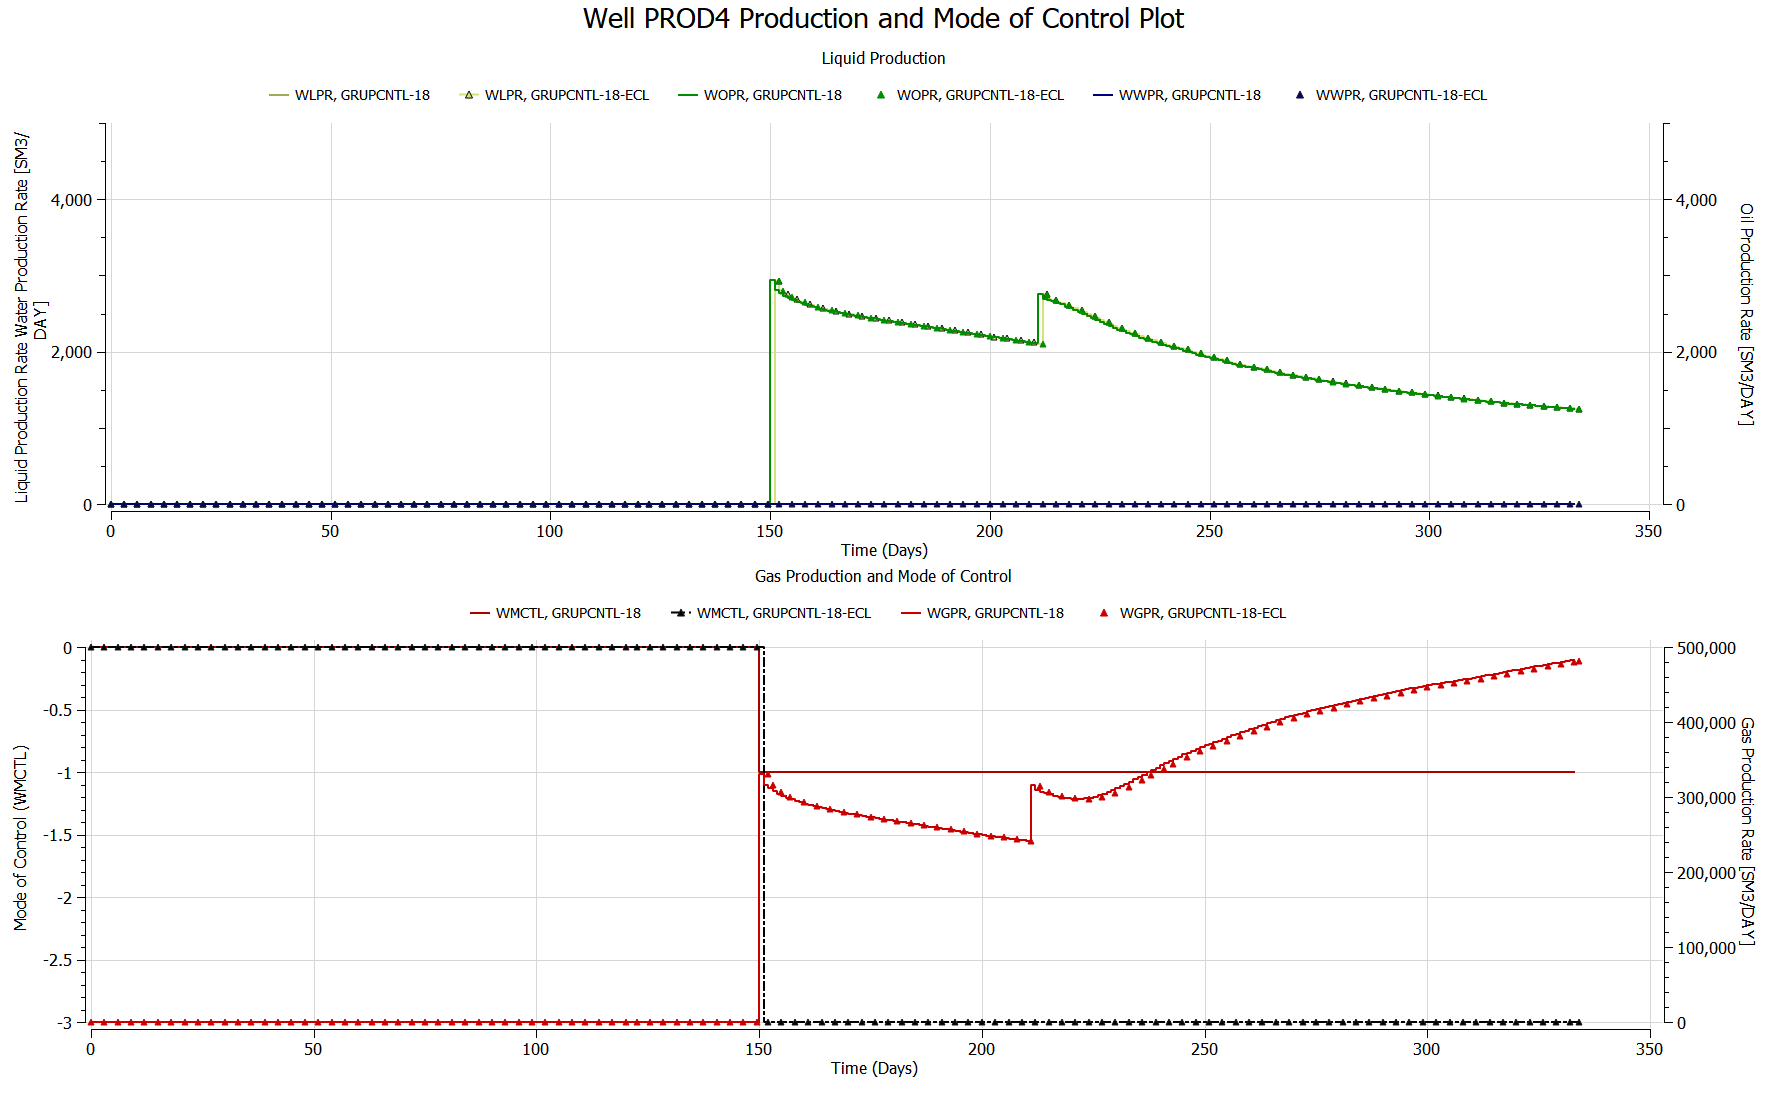 Well PROD4 Production and Mode of Control Plot
Liquid Production
WLPR, GRUPCNTL-18 WLPR, GRUPCNTL-18-ECL WOPR, GRUPCNTL-18 WOPR, GRUPCNTL-18-ECL WWPR, GRUPCNTL-18 WWPR, GRUPCNTL-18-ECL
Liquid Production Rate Water Production Rate [SM3/
DAY]
4,000
2,000
0
4,000
2,000
0
Oil Production Rate [SM3/DAY]
0 50 100 150 200 250 300 350
Time (Days)
Gas Production and Mode of Control
WMCTL, GRUPCNTL-18 WMCTL, GRUPCNTL-18-ECL WGPR, GRUPCNTL-18 WGPR, GRUPCNTL-18-ECL
Mode of Control (WMCTL)
0
-0.5
-1
-1.5
-2
-2.5
-3
500,000
400,000
300,000
200,000
100,000
0
Gas Production Rate [SM3/DAY]
0 50 100 150 200 250 300 350
Time (Days)